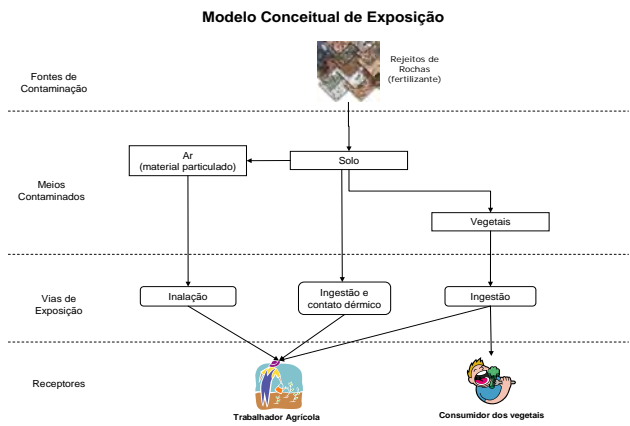 Modelo Conceitual de Exposição
Fontes de
Contaminação
Rejeitos de
Rochas
(fertilizante)
Meios
Contaminados
Ar
(material particulado)
Solo
Vegetais
Vias de
Exposição
Inalação
Ingestão e
contato dérmico
Ingestão
Receptores
Trabalhador Agrícola
Consumidor dos vegetais